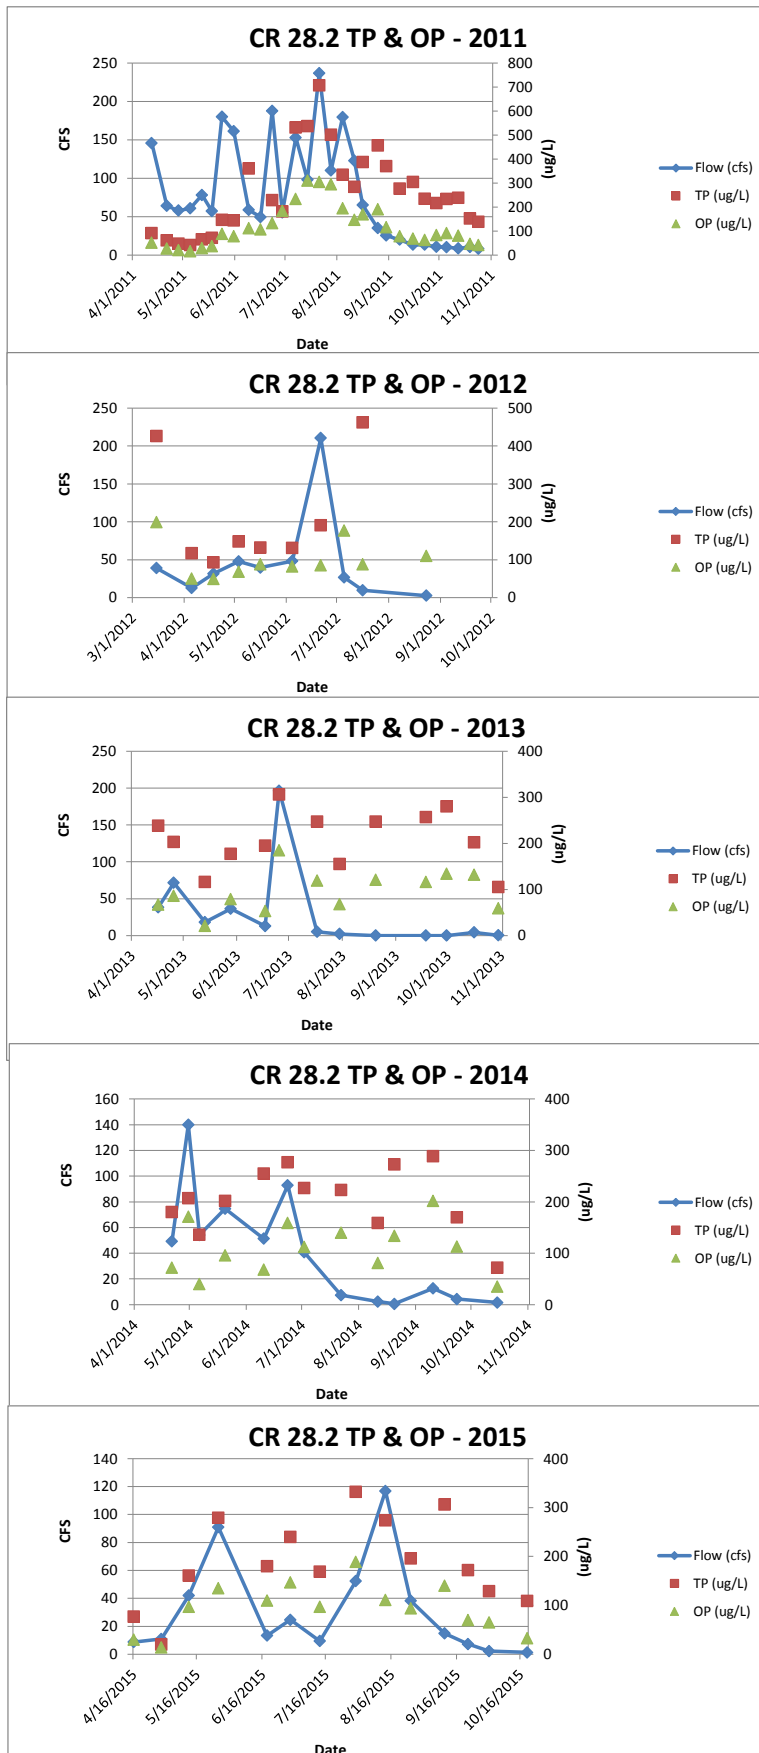 CR 28.2 TP & OP - 2011
250 800
700
200 600
150 500
400
100 300
50 200
100
0 0
CFS
(ug/L)
Flow (cfs)
TP (ug/L)
OP (ug/L)
4/1/2011 5/1/2011 6/1/2011 7/1/2011 8/1/2011 9/1/2011 10/1/2011 11/1/2011
Date
CR 28.2 TP & OP - 2012
250 500
200 400
150 300
100 200
50 100
0 0
CFS
(ug/L)
Flow (cfs)
TP (ug/L)
OP (ug/L)
3/1/2012 4/1/2012 5/1/2012 6/1/2012 7/1/2012 8/1/2012 9/1/2012 10/1/2012
Date
CR 28.2 TP & OP - 2013
250 400
200 300
150
200
100
50 100
0 0
CFS
(ug/L)
Flow (cfs)
TP (ug/L)
OP (ug/L)
4/1/2013 5/1/2013 6/1/2013 7/1/2013 8/1/2013 9/1/2013 10/1/2013 11/1/2013
Date
CR 28.2 TP & OP - 2014
160 400
140
120 300
100
80 200
60
40 100
20
0 0
CFS
(ug/L)
Flow (cfs)
TP (ug/L)
OP (ug/L)
4/1/2014 5/1/2014 6/1/2014 7/1/2014 8/1/2014 9/1/2014 10/1/2014 11/1/2014
Date
CR 28.2 TP & OP - 2015
140 400
120
100 300
80
60 200
40 100
20
0 0
CFS
(ug/L)
Flow (cfs)
TP (ug/L)
OP (ug/L)
4/16/2015 5/16/2015 6/16/2015 7/16/2015 8/16/2015 9/16/2015 10/16/2015
Date